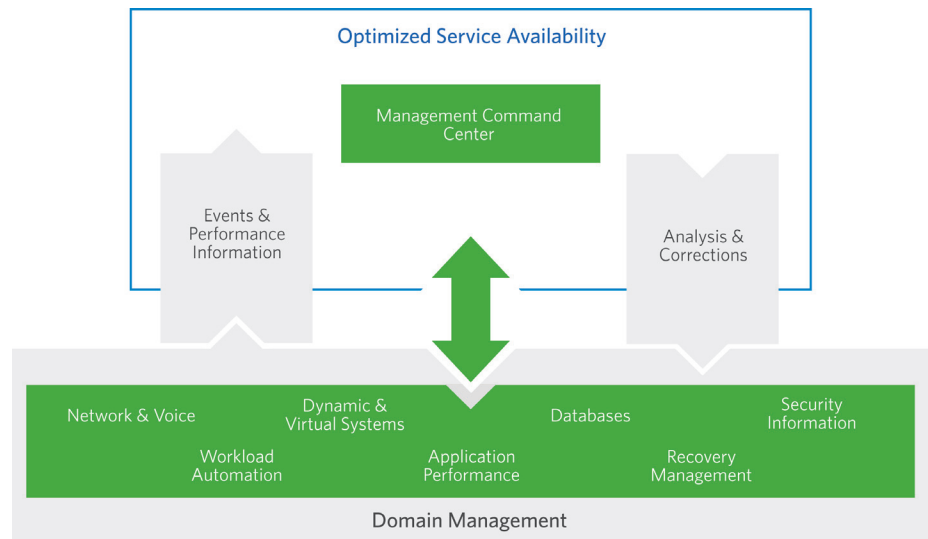 Optimized Service Availability
Management Command
Center
Events &
Performance
Information
Analysis &
Corrections
Network & Voice
Dynamic &
Virtual Systems
Databases
Security
Information
Workload
Automation
Application
Performance
Recovery
Management
Domain Management